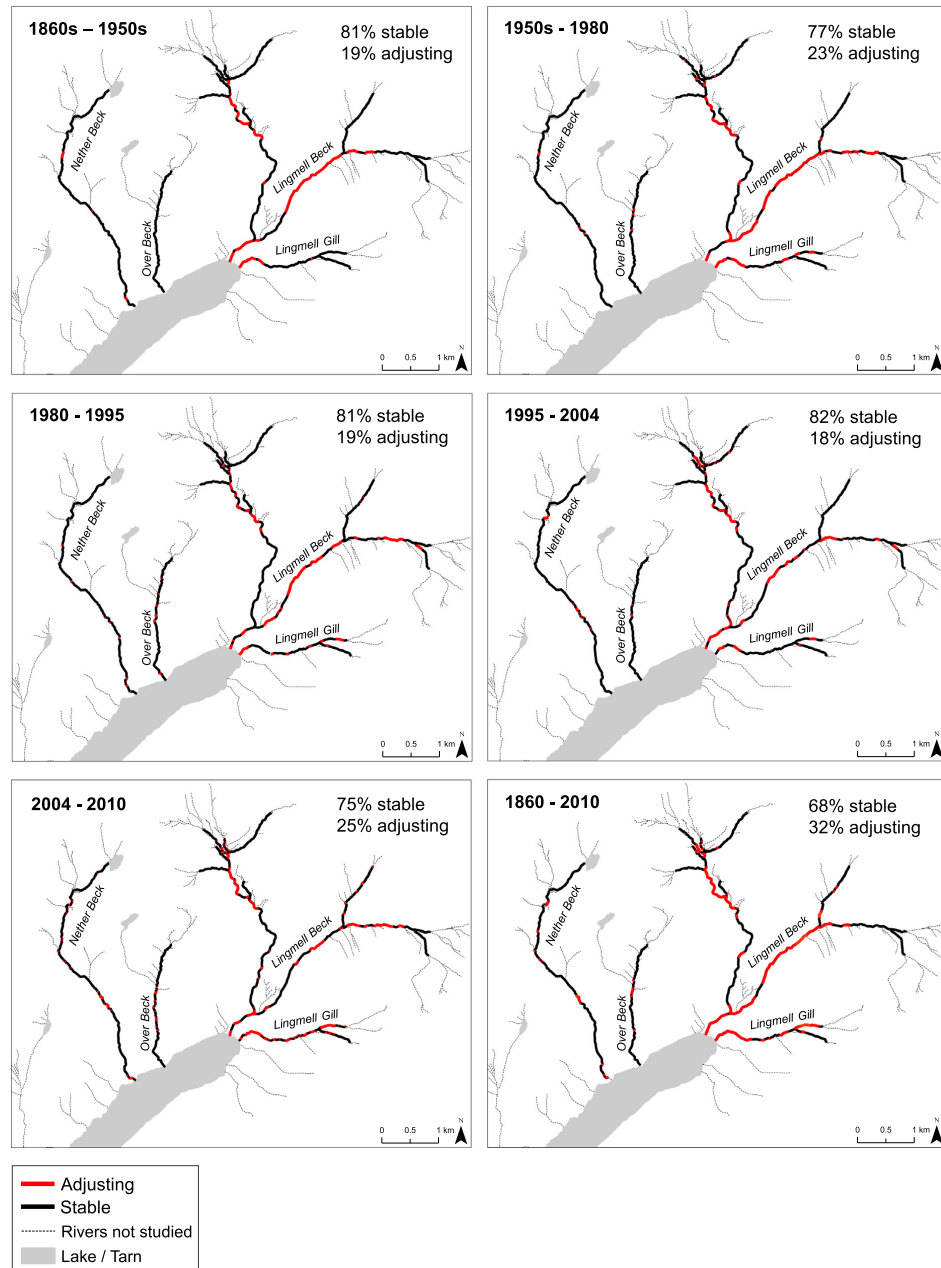 1860s – 1950s
81% stable
19% adjusting
Nether Beck
Over Beck
Lingmell Beck
Lingmell Gill
0 0.5 1 km
N
1950s - 1980
77% stable
23% adjusting
Nether Beck
Over Beck
Lingmell Beck
Lingmell Gill
0 0.5 1 km
N
1980 - 1995
81% stable
19% adjusting
Nether Beck
Over Beck
Lingmell Beck
Lingmell Gill
0 0.5 1 km
N
1995 - 2004
82% stable
18% adjusting
Nether Beck
Over Beck
Lingmell Beck
Lingmell Gill
0 0.5 1 km
N
2004 - 2010
75% stable
25% adjusting
Nether Beck
Over Beck
Lingmell Beck
Lingmell Gill
0 0.5 1 km
N
1860 - 2010
68% stable
32% adjusting
Nether Beck
Over Beck
Lingmell Beck
Lingmell Gill
0 0.5 1 km
N
Adjusting
Stable
Rivers not studied
Lake / Tarn